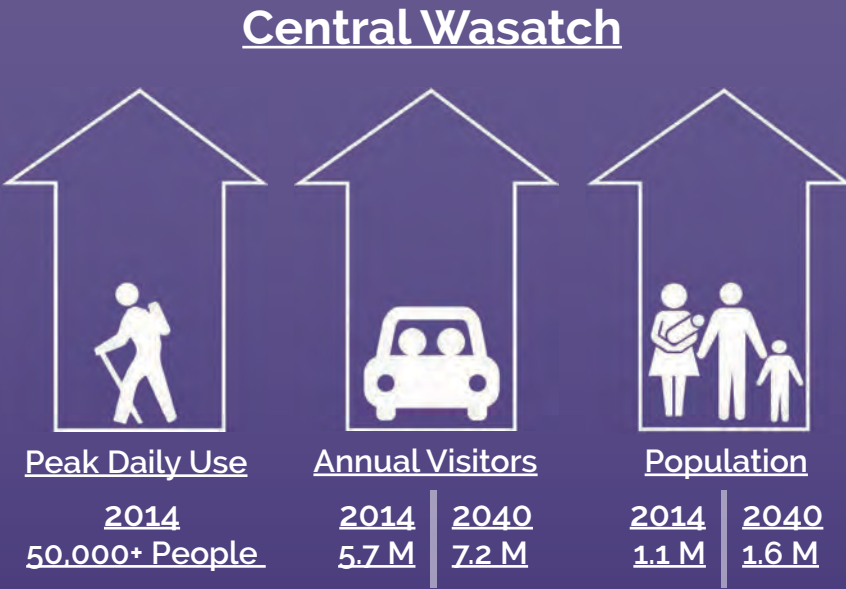 Central Wasatch
Peak Daily Use
2014
50,000+ People
Annual Visitors
2014 2040
5.7 M 7.2 M
Population
2014 2040
1.1 M 1.6 M